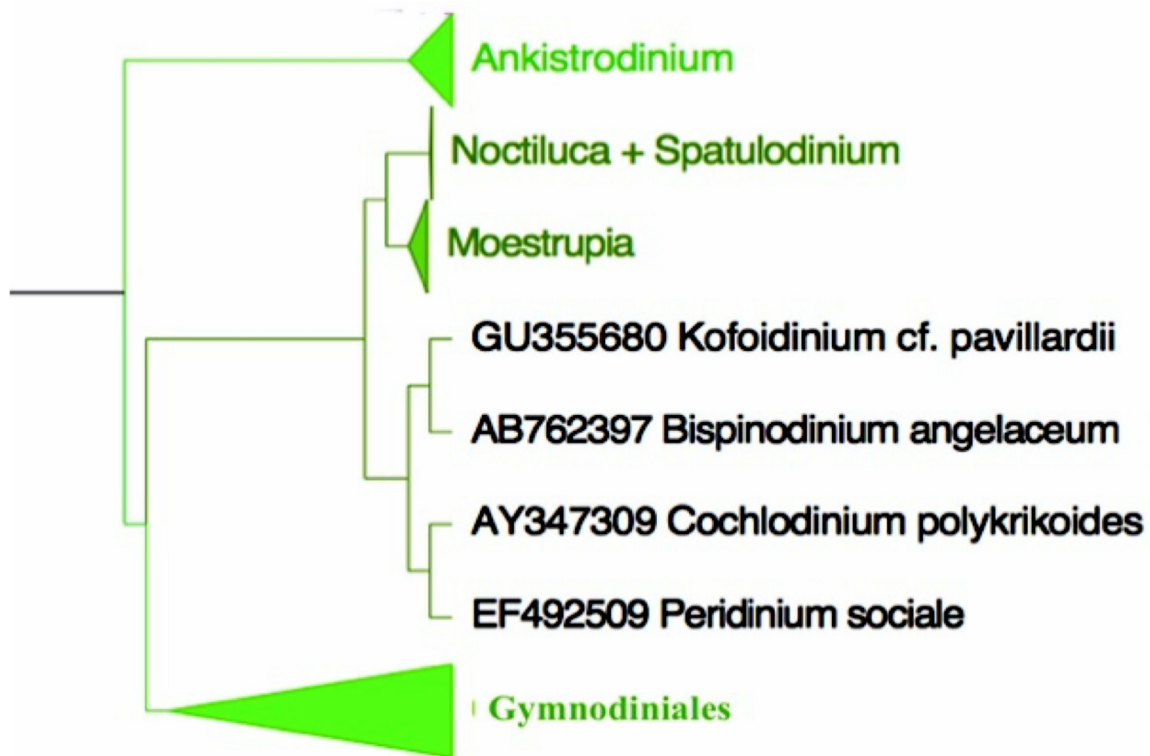 Ankistrodinium
Noctiluca + Spatulodinium
Moestrupia
GU355680 Kofoidinium cf. pavillardii
AB762397 Bispinodinium angelaceum
AY347309 Cochlodinium polykrikoides
EF492509 Peridinium sociale
Gymnodiniales